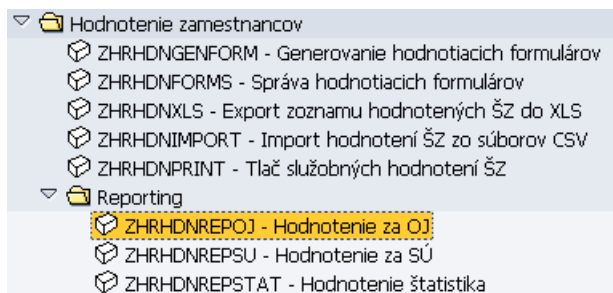 Hodnotenie zamestnancov
ZHRHDNGENFORM - Generovanie hodnotiacich formulárov
ZHRHDNFORMS - Správa hodnotiacich formulárov
ZHRHDNXLS - Export zoznamu hodnotených ŠZ do XLS
ZHRHDNIMPORT - Import hodnotení ŠZ zo súborov CSV
ZHRHDNPRINT - Tlač služobných hodnotení ŠZ
Reporting
ZHRHDNREPOJ - Hodnotenie za OJ
ZHRHDNREPSU - Hodnotenie za SÚ
ZHRHDNREPSTAT - Hodnotenie štatistika